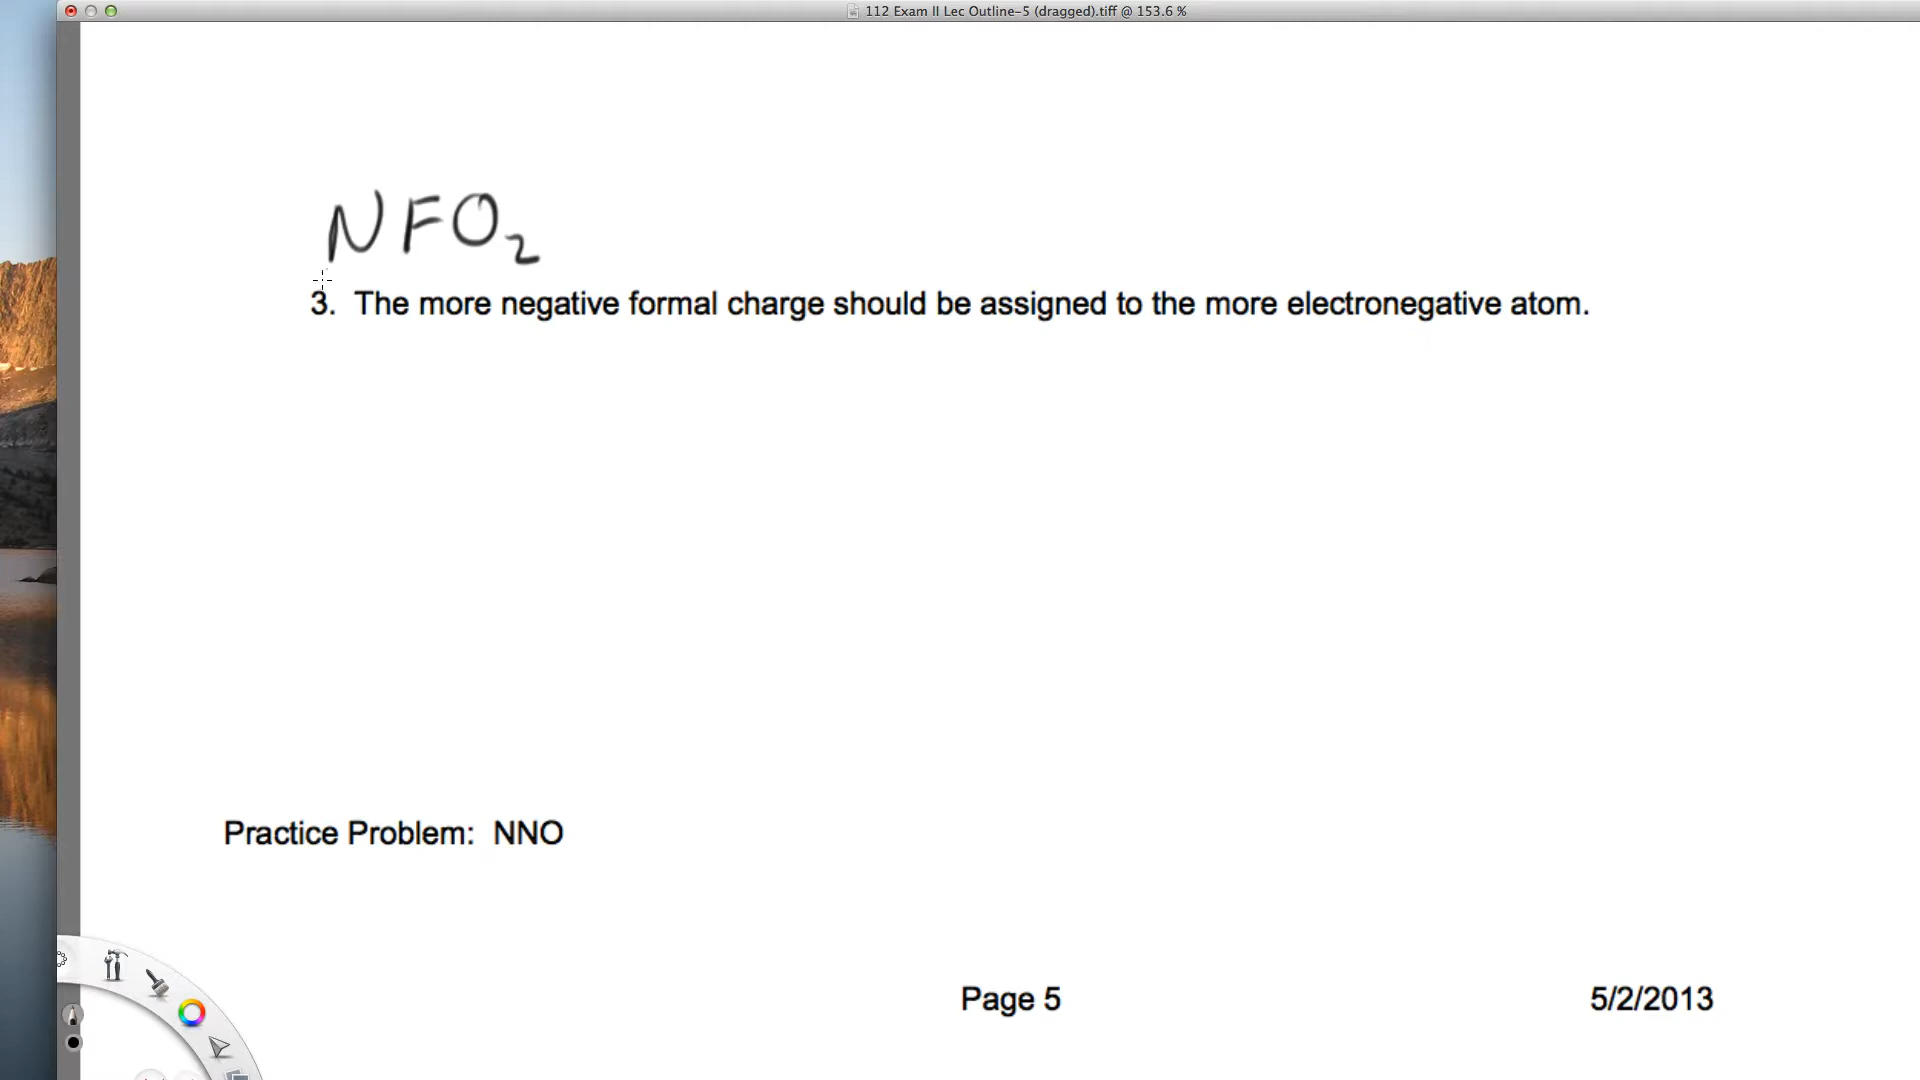 112 Exam II Lec Outline-5 (dragged).tiff @ 153.6 %
NFO₂
3. The more negative formal charge should be assigned to the more electronegative atom.
Practice Problem: NNO
Page 5
5/2/2013